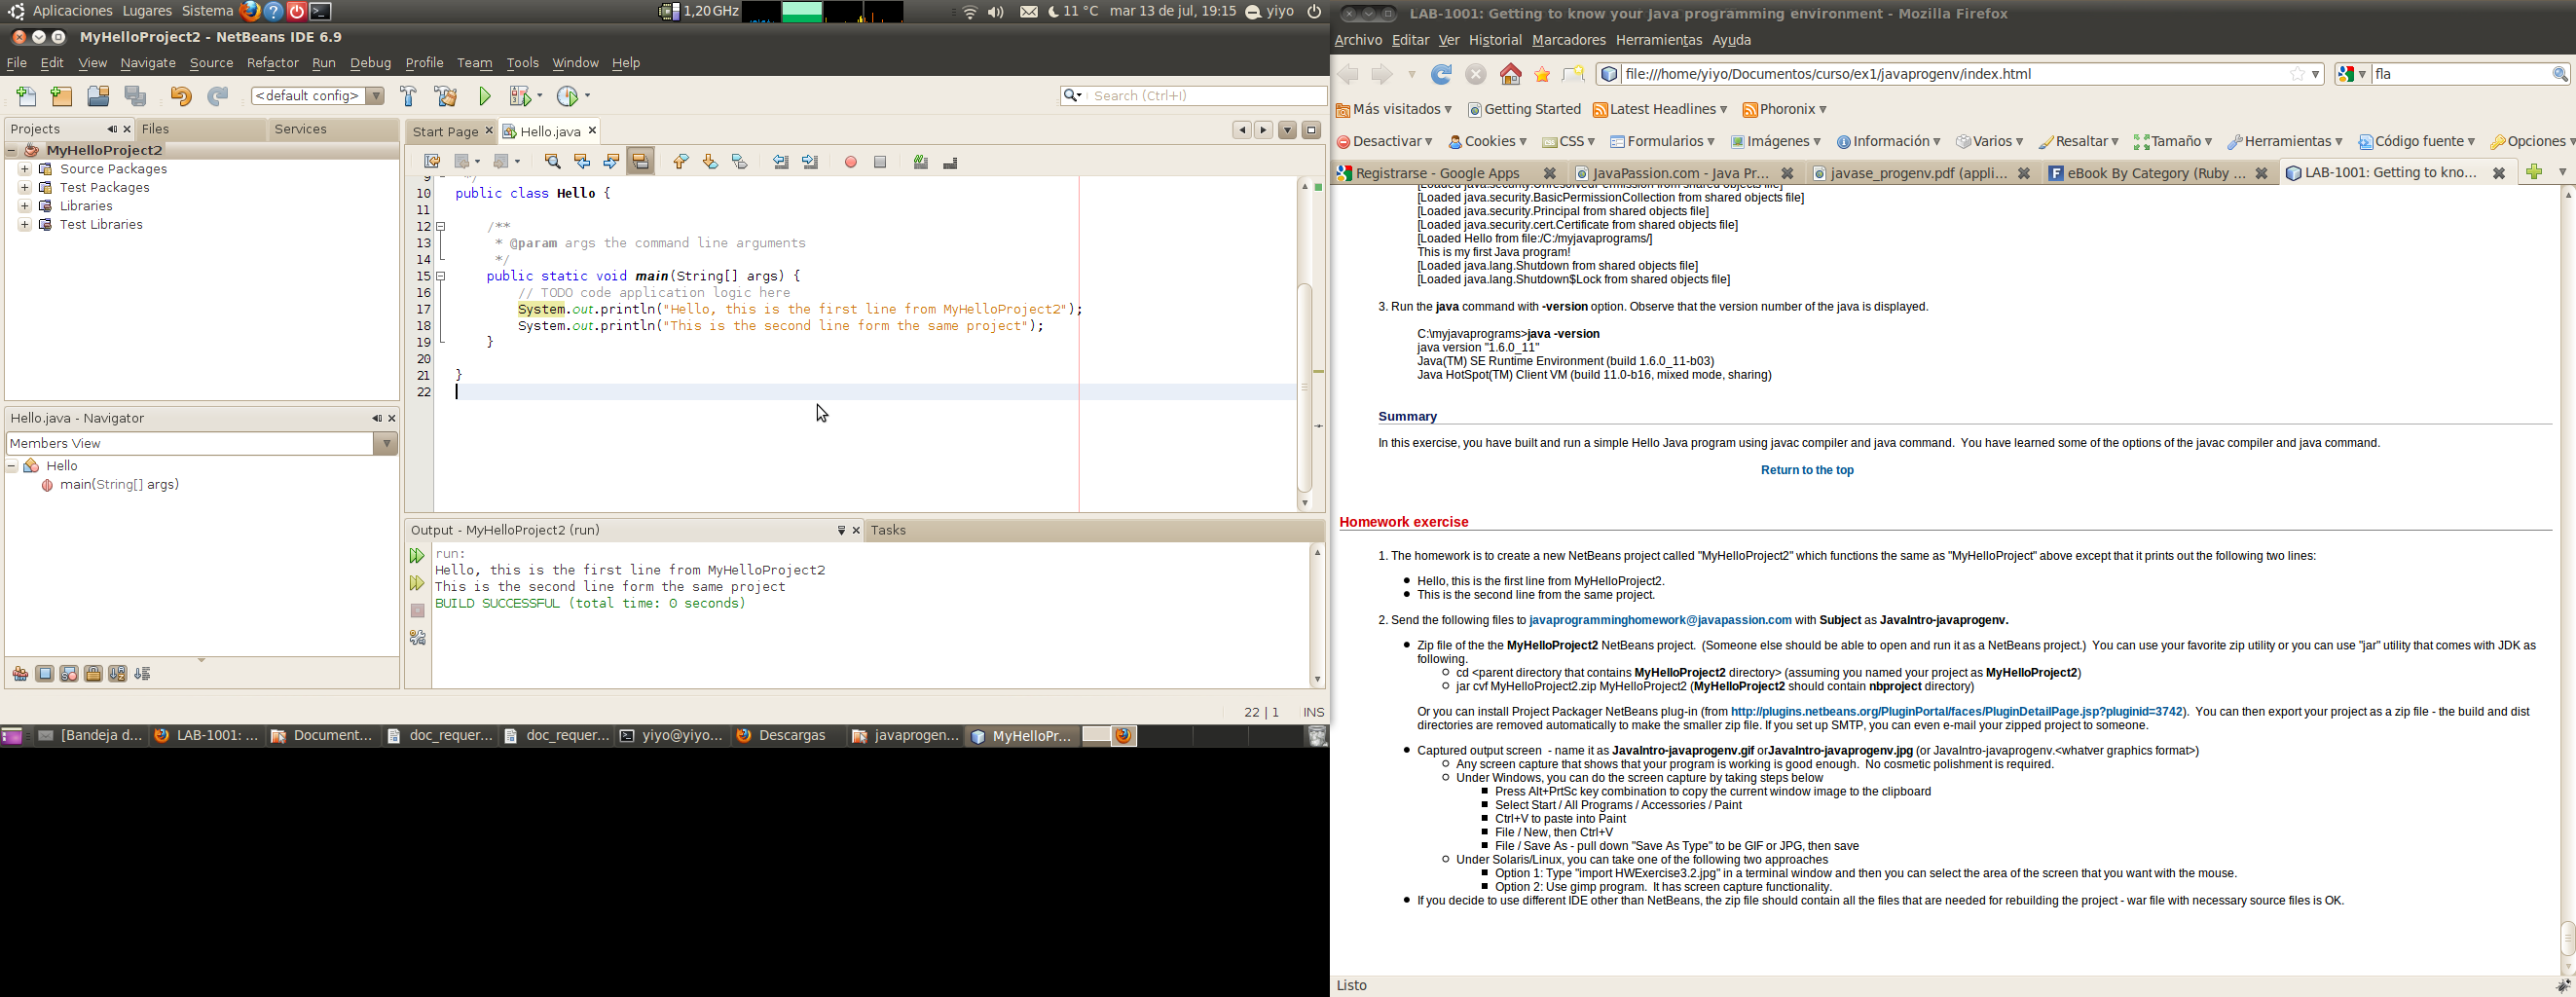 Aplicaciones Lugares Sistema
1,20 GHz
11 °C mar 13 de jul, 19:15 yiyo
MyHelloProject2 - NetBeans IDE 6.9
File Edit View Navigate Source Refactor Run Debug Profile Team Tools Window Help
<default config>
Search (Ctrl+I)
Projects Files Services
MyHelloProject2
Source Packages
Test Packages
Libraries
Test Libraries
Hello.java - Navigator
Members View
Hello
main(String[] args)
Start Page Hello.java
9 */
10 public class Hello {
11
12 /**
13 * @param args the command line arguments
14 */
15 public static void main(String[] args) {
16 // TODO code application logic here
17 System.out.println("Hello, this is the first line from MyHelloProject2");
18 System.out.println("This is the second line form the same project");
19 }
20
21 }
22
Output - MyHelloProject2 (run) Tasks
run:
Hello, this is the first line from MyHelloProject2
This is the second line form the same project
BUILD SUCCESSFUL (total time: 0 seconds)
22 | 1 INS
[Bandeja d... LAB-1001: ... Document... doc_requer... doc_requer... yiyo@yiyo... Descargas javaprogen... MyHelloPr...
LAB-1001: Getting to know your Java programming environment - Mozilla Firefox
Archivo Editar Ver Historial Marcadores Herramientas Ayuda
file:///home/yiyo/Documentos/curso/ex1/javaprogenv/index.html
fla
Más visitados Getting Started Latest Headlines Phoronix
Desactivar Cookies CSS Formularios Imágenes Información Varios Resaltar Tamaño Herramientas Código fuente Opciones
Registrarse - Google Apps JavaPassion.com - Java Pr... javase_progenv.pdf (appli... eBook By Category (Ruby ... LAB-1001: Getting to kno...
[Loaded java.security.UnresolvedPermission from shared objects file]
[Loaded java.security.BasicPermissionCollection from shared objects file]
[Loaded java.security.Principal from shared objects file]
[Loaded java.security.cert.Certificate from shared objects file]
[Loaded Hello from file:/C:/myjavaprograms/]
This is my first Java program!
[Loaded java.lang.Shutdown from shared objects file]
[Loaded java.lang.Shutdown$Lock from shared objects file]
3. Run the java command with -version option. Observe that the version number of the java is displayed.
C:\myjavaprograms>java -version
java version "1.6.0_11"
Java(TM) SE Runtime Environment (build 1.6.0_11-b03)
Java HotSpot(TM) Client VM (build 11.0-b16, mixed mode, sharing)
Summary
In this exercise, you have built and run a simple Hello Java program using javac compiler and java command. You have learned some of the options of the javac compiler and java command.
Return to the top
Homework exercise
1. The homework is to create a new NetBeans project called "MyHelloProject2" which functions the same as "MyHelloProject" above except that it prints out the following two lines:
Hello, this is the first line from MyHelloProject2.
This is the second line from the same project.
2. Send the following files to javaprogramminghomework@javapassion.com with Subject as JavaIntro-javaprogenv.
Zip file of the the MyHelloProject2 NetBeans project. (Someone else should be able to open and run it as a NetBeans project.) You can use your favorite zip utility or you can use "jar" utility that comes with JDK as
following.
cd <parent directory that contains MyHelloProject2 directory> (assuming you named your project as MyHelloProject2)
jar cvf MyHelloProject2.zip MyHelloProject2 (MyHelloProject2 should contain nbproject directory)
Or you can install Project Packager NetBeans plug-in (from http://plugins.netbeans.org/PluginPortal/faces/PluginDetailPage.jsp?pluginid=3742). You can then export your project as a zip file - the build and dist
directories are removed automatically to make the smaller zip file. If you set up SMTP, you can even e-mail your zipped project to someone.
Captured output screen - name it as JavaIntro-javaprogenv.gif orJavaIntro-javaprogenv.jpg (or JavaIntro-javaprogenv.<whatver graphics format>)
Any screen capture that shows that your program is working is good enough. No cosmetic polishment is required.
Under Windows, you can do the screen capture by taking steps below
Press Alt+PrtSc key combination to copy the current window image to the clipboard
Select Start / All Programs / Accessories / Paint
Ctrl+V to paste into Paint
File / New, then Ctrl+V
File / Save As - pull down "Save As Type" to be GIF or JPG, then save
Under Solaris/Linux, you can take one of the following two approaches
Option 1: Type "import HWExercise3.2.jpg" in a terminal window and then you can select the area of the screen that you want with the mouse.
Option 2: Use gimp program. It has screen capture functionality.
If you decide to use different IDE other than NetBeans, the zip file should contain all the files that are needed for rebuilding the project - war file with necessary source files is OK.
Listo